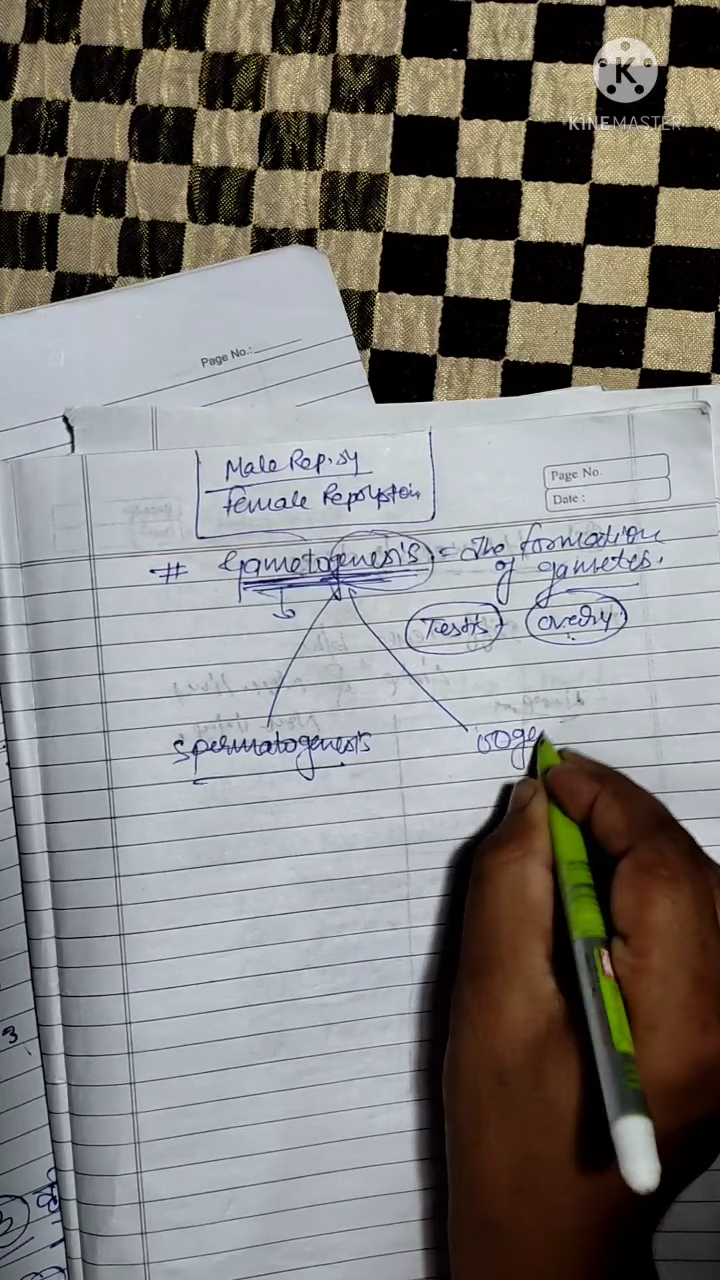 KINEMASTER
Page No.:
Male Rep.sy
Female Rep.system
Page No.
Date :
# Gametogenesis = The formation
of gametes.
Testis - ovary
Spermatogenesis ooge
3